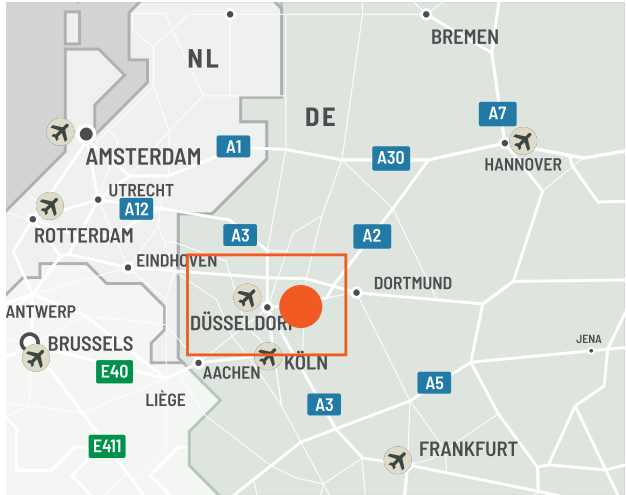 BREMEN
NL
DE
A7
AMSTERDAM
A1
A30
HANNOVER
UTRECHT
A12
ROTTERDAM
A3
A2
EINDHOVEN
DORTMUND
ANTWERP
DÜSSELDORF
BRUSSELS
JENA
KÖLN
AACHEN
E40
A5
LIÈGE
A3
E411
FRANKFURT